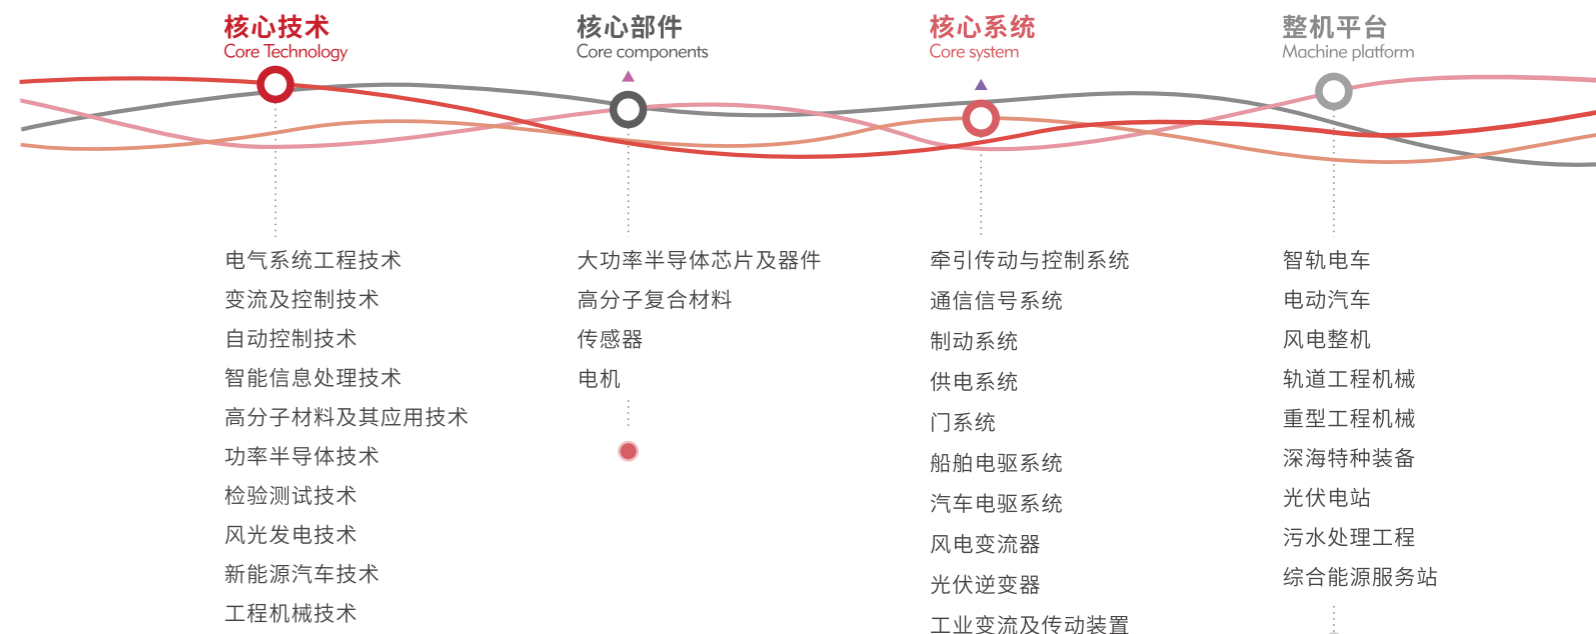 核心技术
Core Technology
电气系统工程技术
变流及控制技术
自动控制技术
智能信息处理技术
高分子材料及其应用技术
功率半导体技术
检验测试技术
风光发电技术
新能源汽车技术
工程机械技术
核心部件
Core components
大功率半导体芯片及器件
高分子复合材料
传感器
电机
核心系统
Core system
牵引传动与控制系统
通信信号系统
制动系统
供电系统
门系统
船舶电驱系统
汽车电驱系统
风电变流器
光伏逆变器
工业变流及传动装置
整机平台
Machine platform
智轨电车
电动汽车
风电整机
轨道工程机械
重型工程机械
深海特种装备
光伏电站
污水处理工程
综合能源服务站